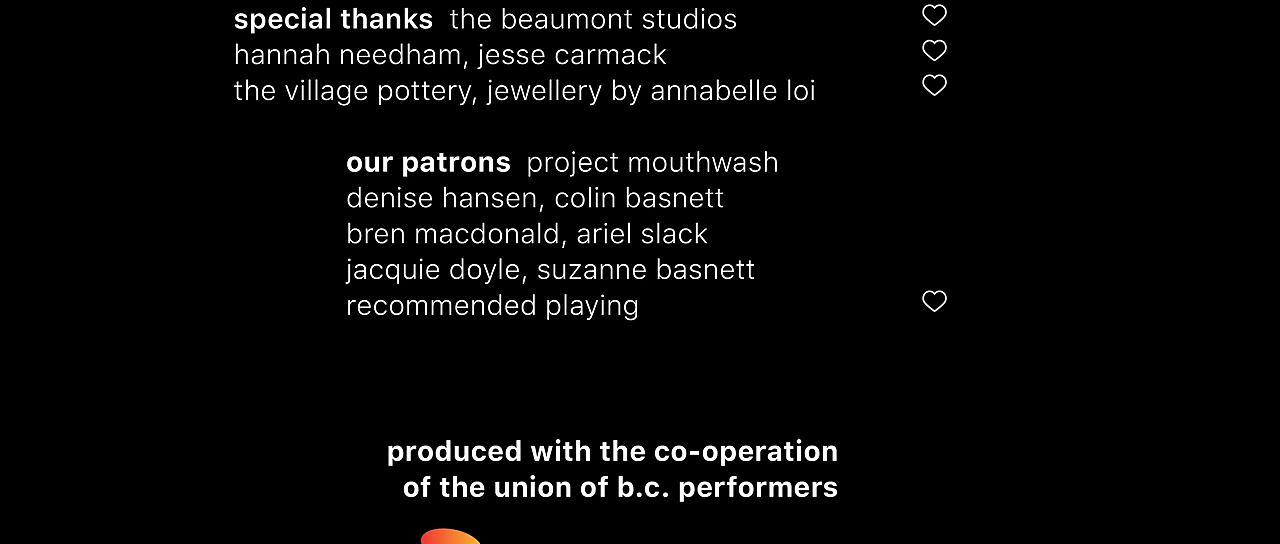 special thanks the beaumont studios
hannah needham, jesse carmack
the village pottery, jewellery by annabelle loi
our patrons project mouthwash
denise hansen, colin basnett
bren macdonald, ariel slack
jacquie doyle, suzanne basnett
recommended playing
produced with the co-operation
of the union of b.c. performers